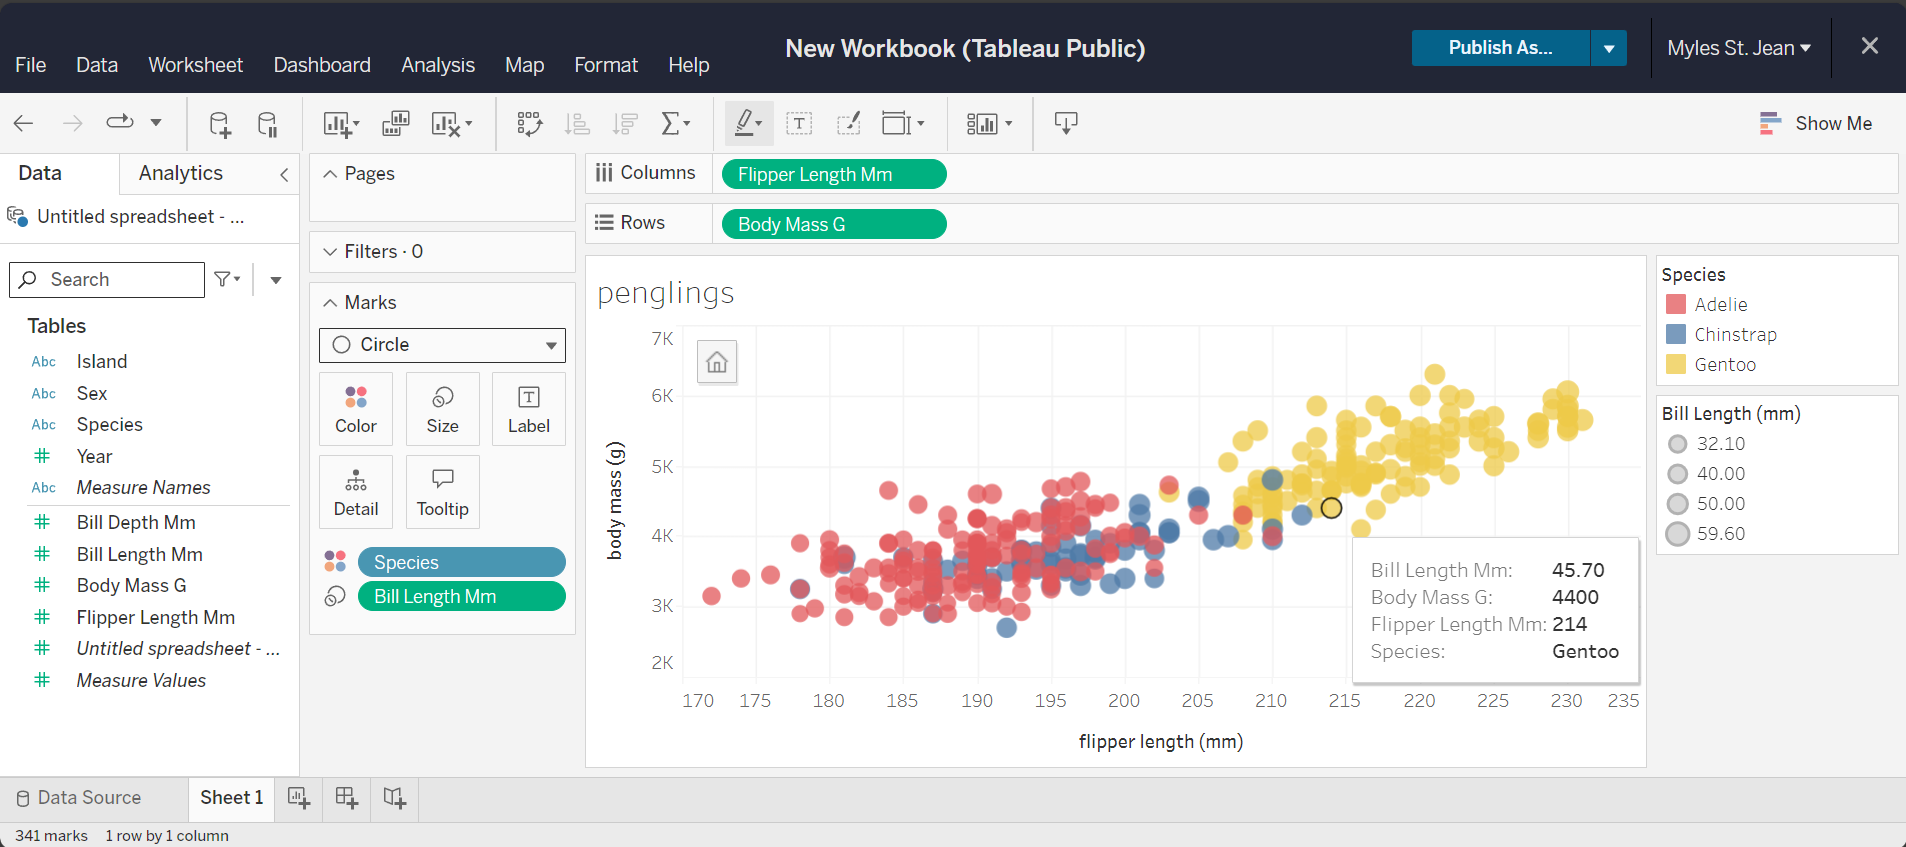 New Workbook (Tableau Public)
Publish As...
Myles St. Jean
File Data Worksheet Dashboard Analysis Map Format Help
Show Me
Data Analytics
Untitled spreadsheet - ...
Search
Tables
Abc Island
Abc Sex
Abc Species
Year
Abc Measure Names
Bill Depth Mm
Bill Length Mm
Body Mass G
Flipper Length Mm
Untitled spreadsheet - ...
Measure Values
Pages
Filters · 0
Marks
Circle
Color Size Label
Detail Tooltip
Species
Bill Length Mm
Columns Flipper Length Mm
Rows Body Mass G
penglings
7K
6K
5K
4K
3K
2K
body mass (g)
170 175 180 185 190 195 200 205 210 215 220 225 230 235
flipper length (mm)
Bill Length Mm: 45.70
Body Mass G: 4400
Flipper Length Mm: 214
Species: Gentoo
Species
Adelie
Chinstrap
Gentoo
Bill Length (mm)
32.10
40.00
50.00
59.60
Data Source Sheet 1
341 marks 1 row by 1 column